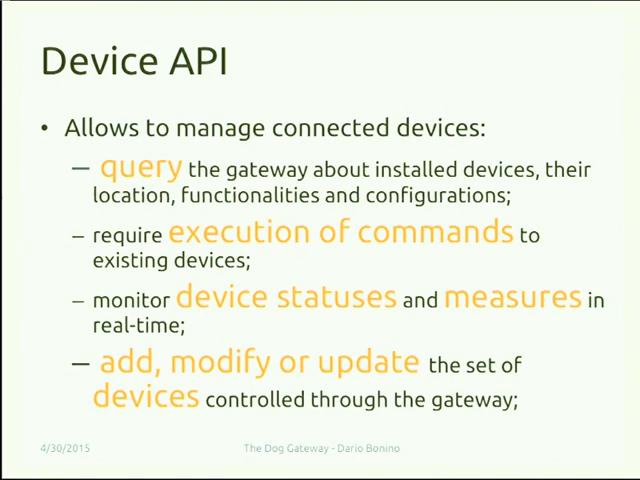 Device API
• Allows to manage connected devices:
– query the gateway about installed devices, their
location, functionalities and configurations;
– require execution of commands to
existing devices;
– monitor device statuses and measures in
real-time;
– add, modify or update the set of
devices controlled through the gateway;
4/30/2015 The Dog Gateway - Dario Bonino